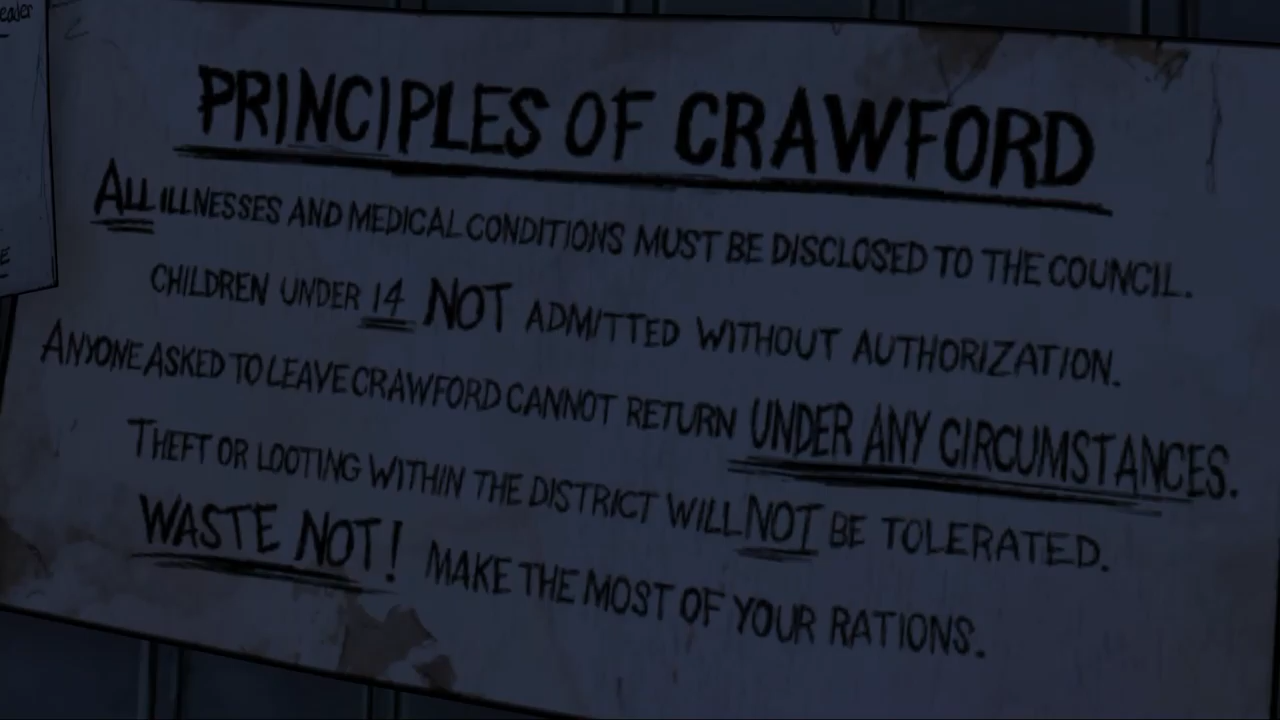 eader
E
PRINCIPLES OF CRAWFORD
ALL ILLNESSES AND MEDICAL CONDITIONS MUST BE DISCLOSED TO THE COUNCIL.
CHILDREN UNDER 14 NOT ADMITTED WITHOUT AUTHORIZATION.
ANYONE ASKED TO LEAVE CRAWFORD CANNOT RETURN UNDER ANY CIRCUMSTANCES.
THEFT OR LOOTING WITHIN THE DISTRICT WILL NOT BE TOLERATED.
WASTE NOT! MAKE THE MOST OF YOUR RATIONS.